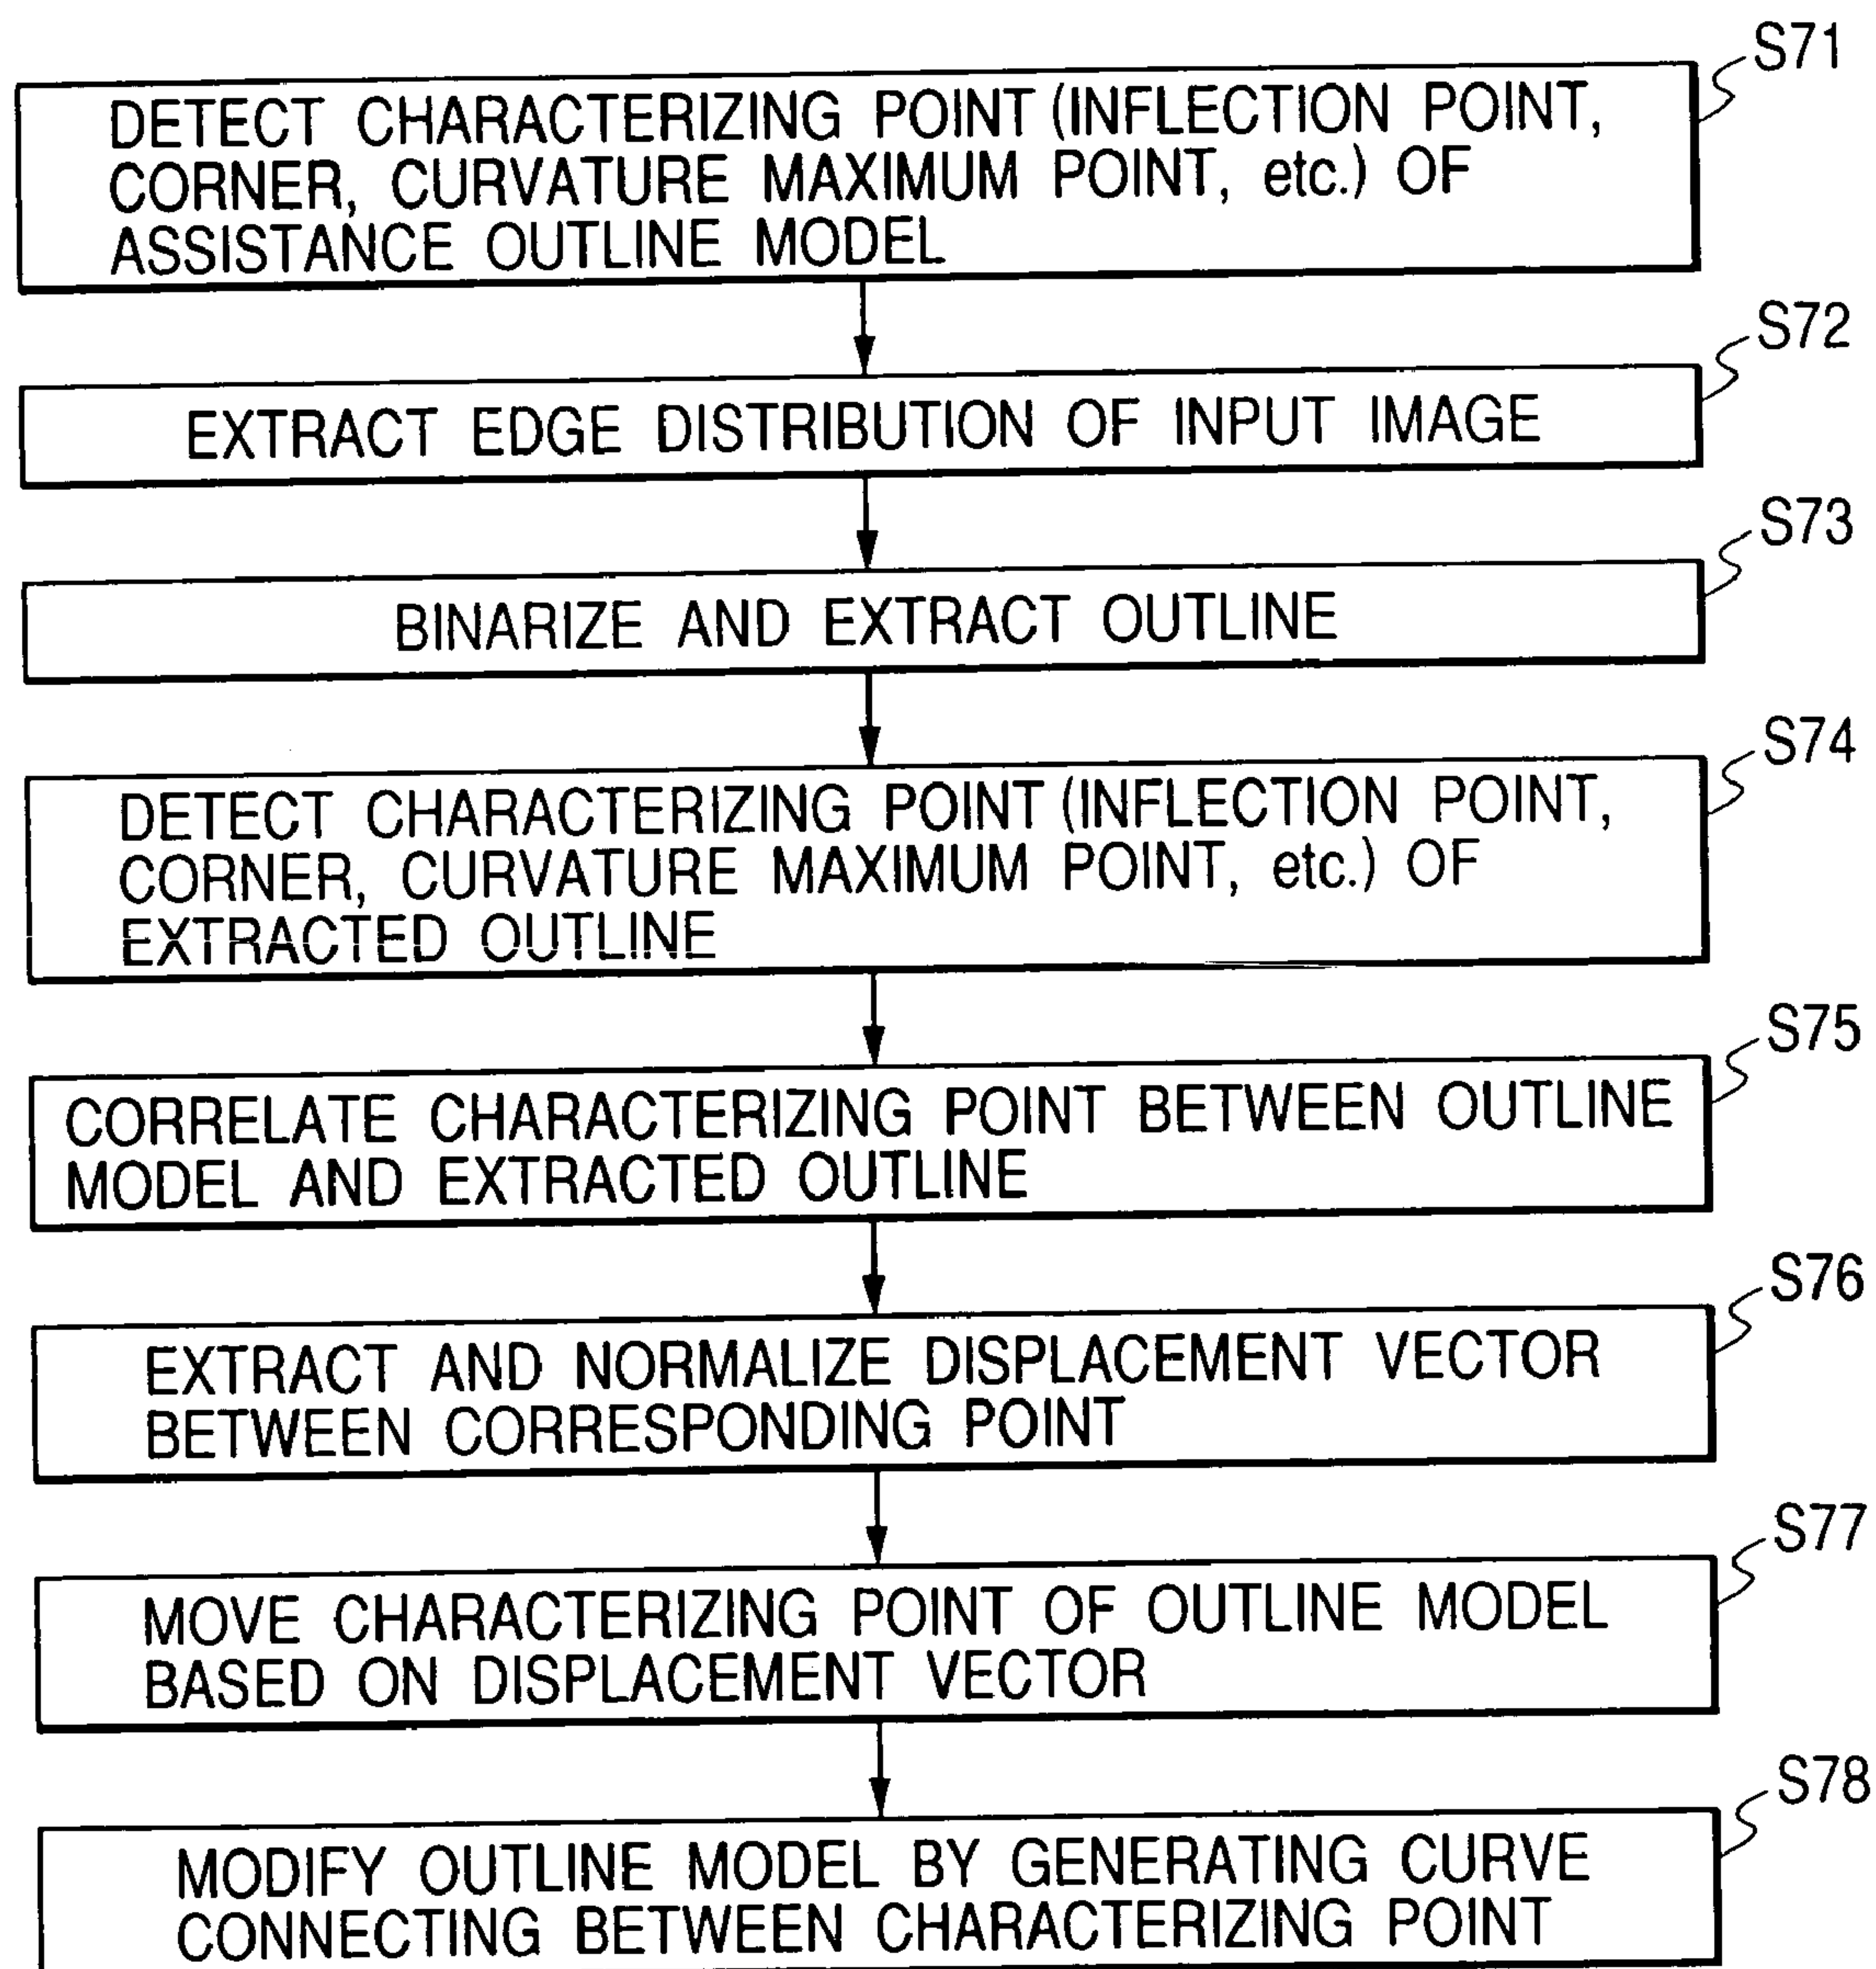 S71
DETECT CHARACTERIZING POINT (INFLECTION POINT,
CORNER, CURVATURE MAXIMUM POINT, etc.) OF
ASSISTANCE OUTLINE MODEL
S72
EXTRACT EDGE DISTRIBUTION OF INPUT IMAGE
S73
BINARIZE AND EXTRACT OUTLINE
S74
DETECT CHARACTERIZING POINT (INFLECTION POINT,
CORNER, CURVATURE MAXIMUM POINT, etc.) OF
EXTRACTED OUTLINE
S75
CORRELATE CHARACTERIZING POINT BETWEEN OUTLINE
MODEL AND EXTRACTED OUTLINE
S76
EXTRACT AND NORMALIZE DISPLACEMENT VECTOR
BETWEEN CORRESPONDING POINT
S77
MOVE CHARACTERIZING POINT OF OUTLINE MODEL
BASED ON DISPLACEMENT VECTOR
S78
MODIFY OUTLINE MODEL BY GENERATING CURVE
CONNECTING BETWEEN CHARACTERIZING POINT